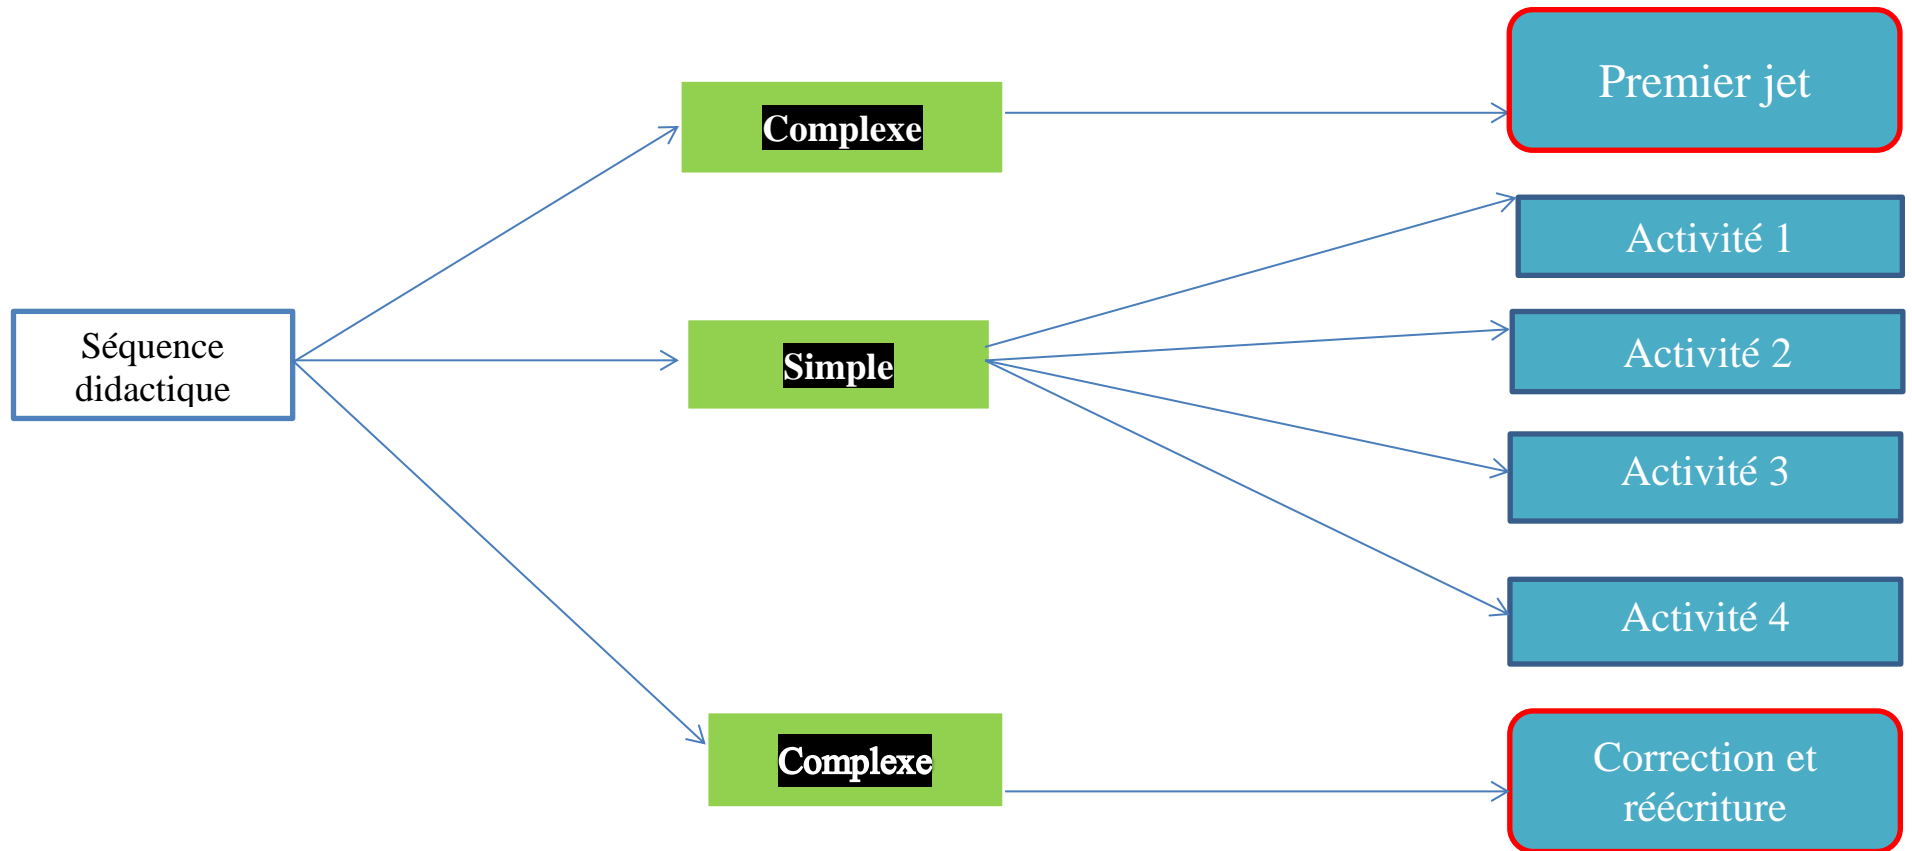 Premier jet
Complexe
Activité 1
Séquence
didactique
Simple
Activité 2
Activité 3
Activité 4
Complexe
Correction et
réécriture